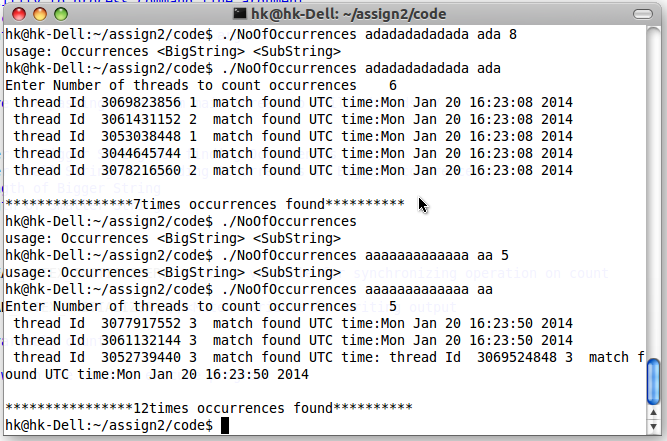 hk@hk-Dell: ~/assign2/code
hk@hk-Dell:~/assign2/code$ ./NoOfOccurrences adadadadadada ada 8
usage: Occurrences <BigString> <SubString>
hk@hk-Dell:~/assign2/code$ ./NoOfOccurrences adadadadadada ada
Enter Number of threads to count occurrences    6
 thread Id  3069823856 1  match found UTC time:Mon Jan 20 16:23:08 2014
 thread Id  3061431152 2  match found UTC time:Mon Jan 20 16:23:08 2014
 thread Id  3053038448 1  match found UTC time:Mon Jan 20 16:23:08 2014
 thread Id  3044645744 1  match found UTC time:Mon Jan 20 16:23:08 2014
 thread Id  3078216560 2  match found UTC time:Mon Jan 20 16:23:08 2014
****************7times occurrences found**********
hk@hk-Dell:~/assign2/code$ ./NoOfOccurrences
usage: Occurrences <BigString> <SubString>
hk@hk-Dell:~/assign2/code$ ./NoOfOccurrences aaaaaaaaaaaaa aa 5
usage: Occurrences <BigString> <SubString>
hk@hk-Dell:~/assign2/code$ ./NoOfOccurrences aaaaaaaaaaaaa aa
Enter Number of threads to count occurrences    5
 thread Id  3077917552 3  match found UTC time:Mon Jan 20 16:23:50 2014
 thread Id  3061132144 3  match found UTC time:Mon Jan 20 16:23:50 2014
 thread Id  3052739440 3  match found UTC time: thread Id  3069524848 3  match f
ound UTC time:Mon Jan 20 16:23:50 2014
****************12times occurrences found**********
hk@hk-Dell:~/assign2/code$